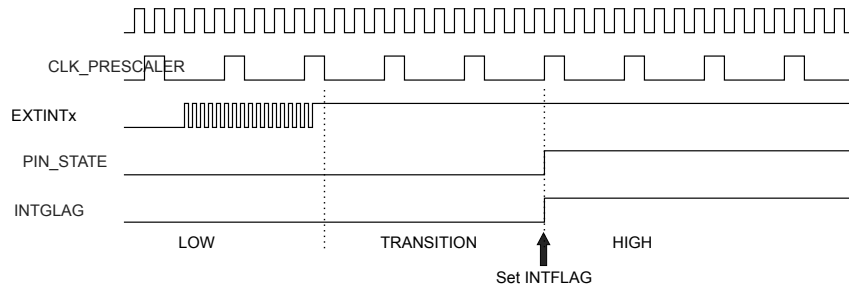 CLK_PRESCALER
EXTINTx
PIN_STATE
INTGLAG
LOW TRANSITION HIGH
Set INTFLAG